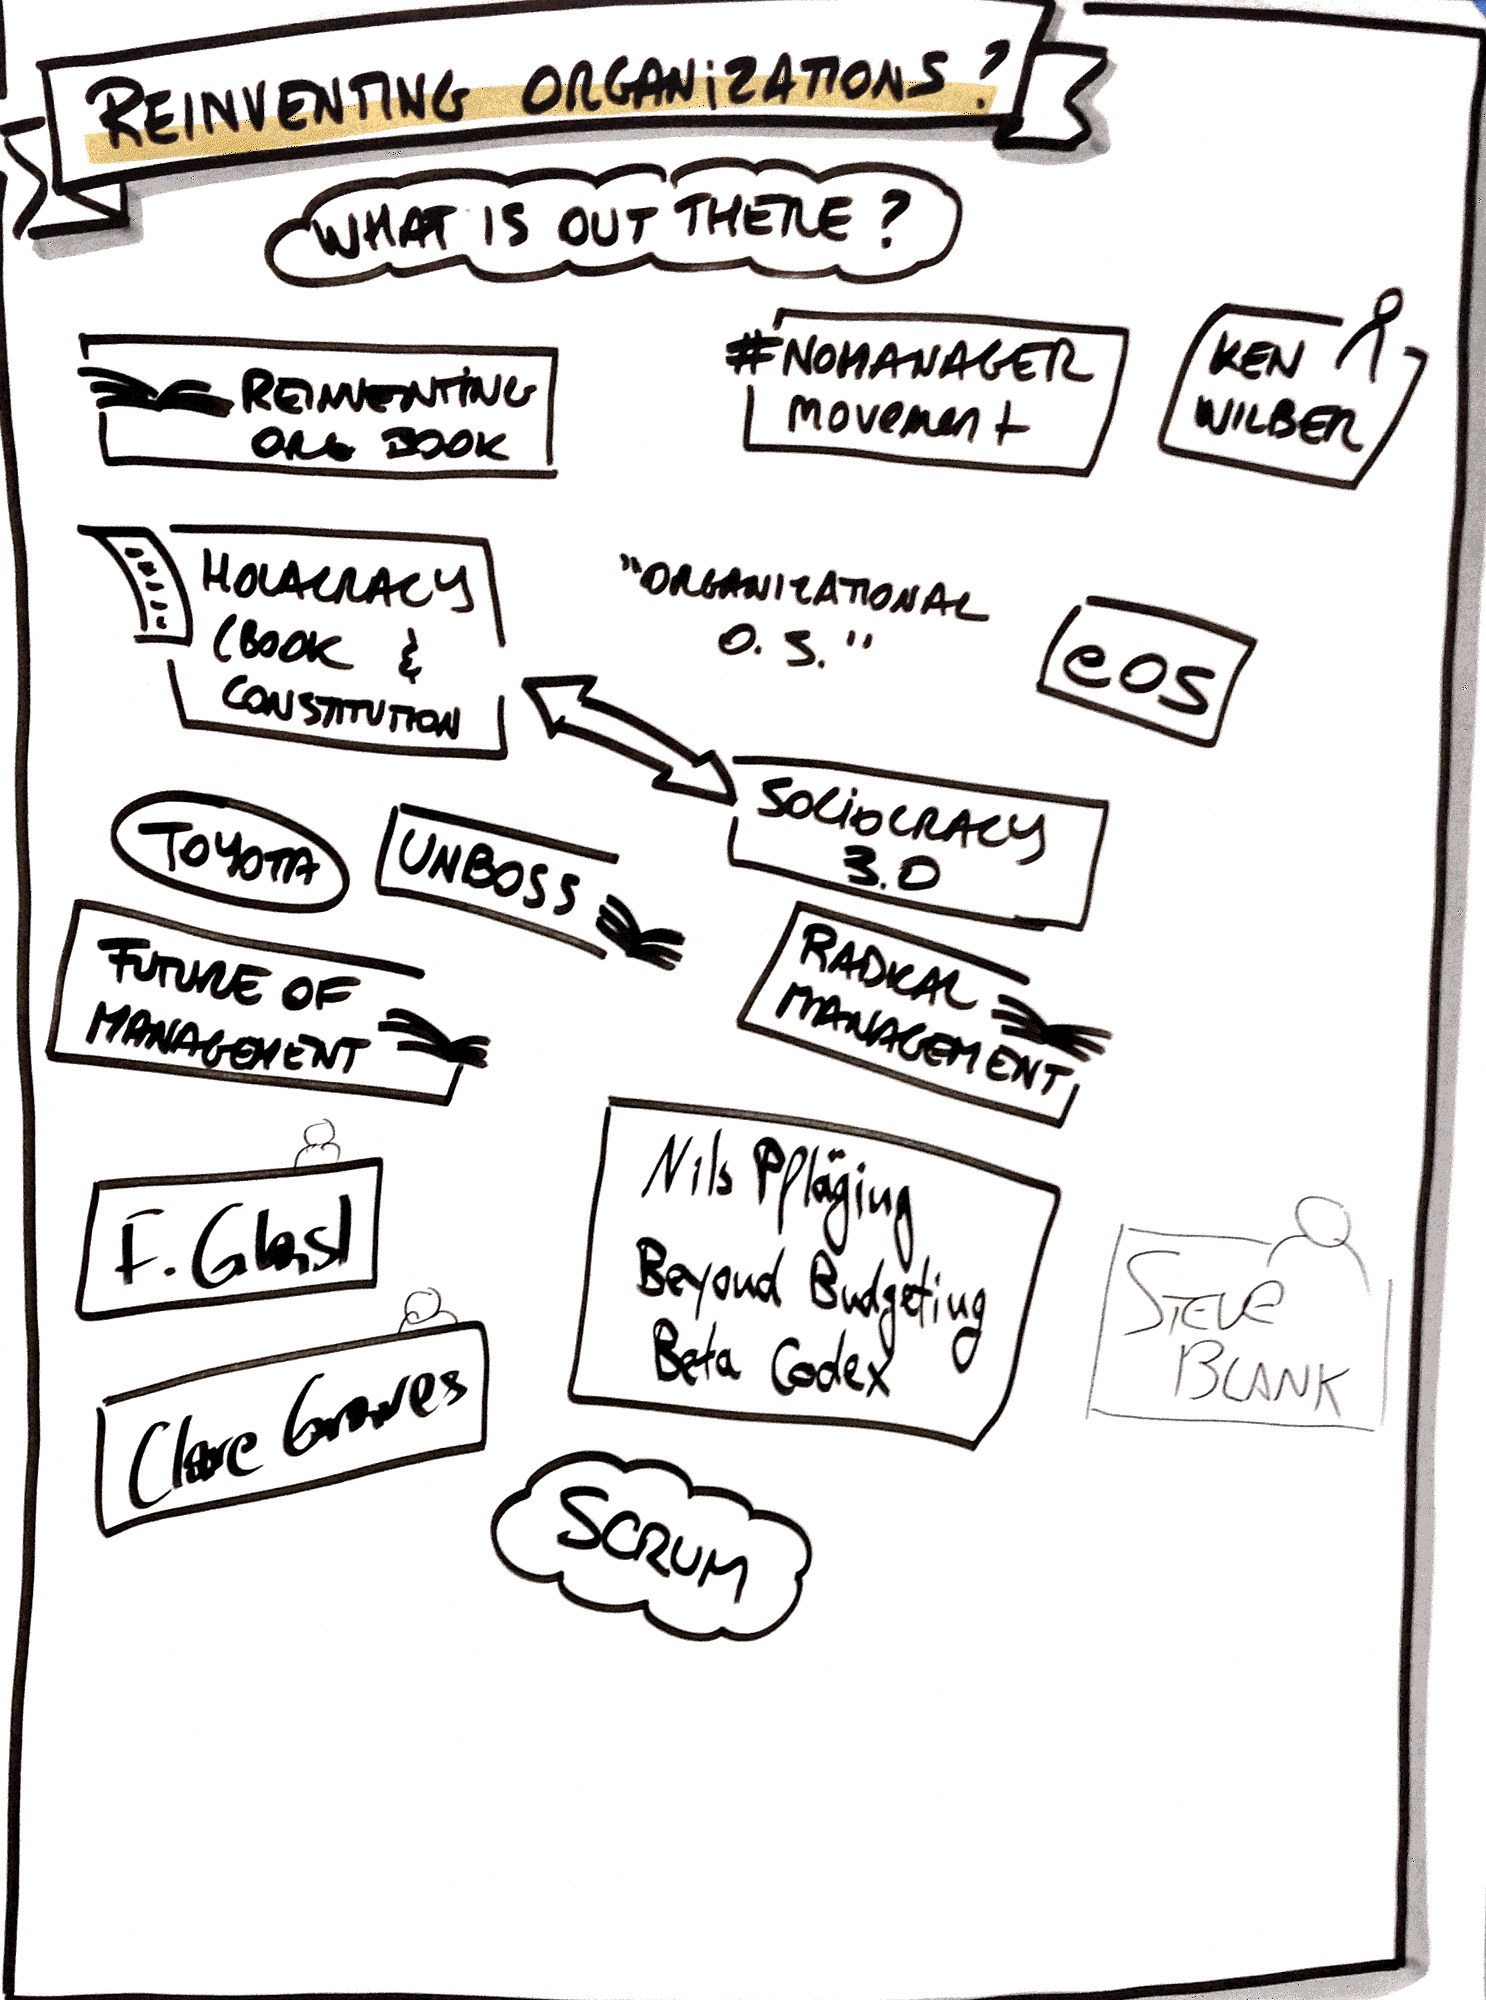 REINVENTING ORGANIZATIONS?
WHAT IS OUT THERE?
REINVENTING
ORG BOOK
#NOMANAGER
movement
KEN
WILBER
HOLACRACY
(BOOK &
CONSTITUTION
"ORGANIZATIONAL
O.S."
eOS
SOCIOCRACY
3.0
TOYOTA
UNBOSS
FUTURE OF
MANAGEMENT
RADICAL
MANAGEMENT
F. Glasl
Nils Pfläging
Beyond Budgeting
Beta Codex
STEVE
BLANK
Clare Graves
SCRUM